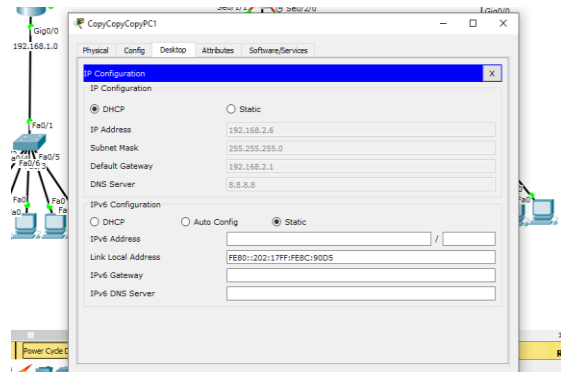 Se0/1/1
Se0/2/0
Gig0/0
Gig0/0
192.168.1.0
CopyCopyCopyPC1
Physical Config Desktop Attributes Software/Services
IP Configuration X
IP Configuration
DHCP Static
IP Address 192.168.2.6
Subnet Mask 255.255.255.0
Default Gateway 192.168.2.1
DNS Server 8.8.8.8
IPv6 Configuration
DHCP Auto Config Static
IPv6 Address /
Link Local Address FE80::202:17FF:FE8C:90D5
IPv6 Gateway
IPv6 DNS Server
Fa0/1
Fa0/5
Fa0/6
Fa0
Fa0
Power Cycle D